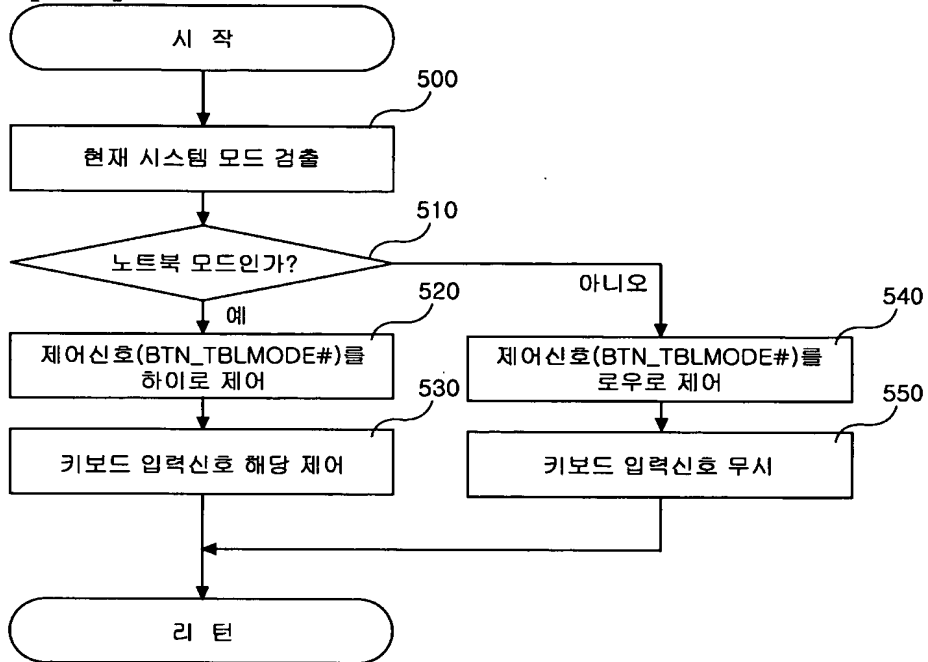 시 작
500
현재 시스템 모드 검출
510
노트북 모드인가?
아니오
예
520
제어신호(BTN_TBLMODE#)를
하이로 제어
540
제어신호(BTN_TBLMODE#)를
로우로 제어
530
키보드 입력신호 해당 제어
550
키보드 입력신호 무시
리 턴